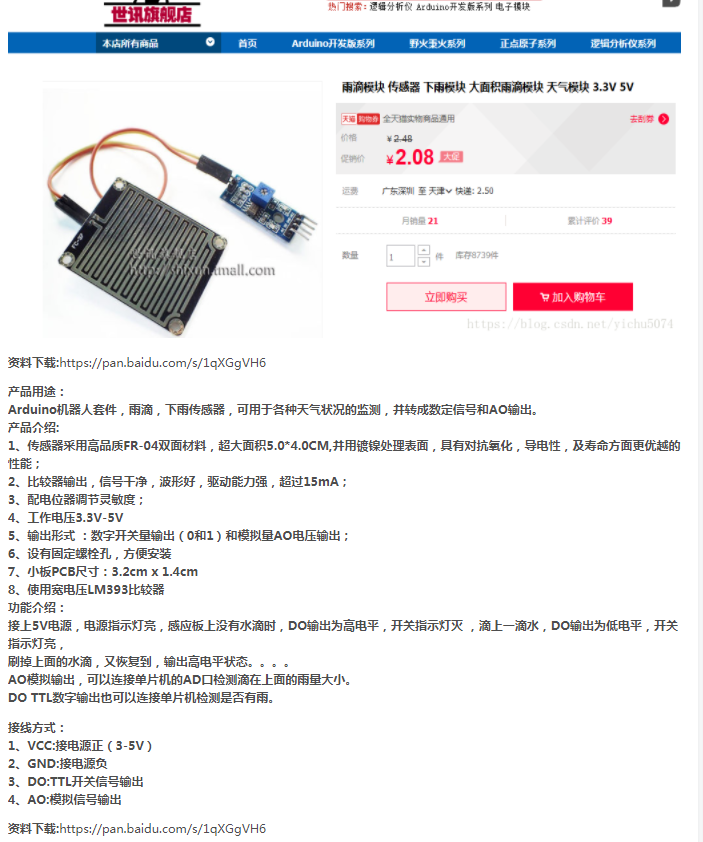 世讯旗舰店
热门搜索：逻辑分析仪 Arduino开发版系列 电子模块
本店所有商品 首页 Arduino开发版系列 野火重火系列 正点原子系列 逻辑分析仪系列
雨滴模块 传感器 下雨模块 大面积雨滴模块 天气模块 3.3V 5V
天猫 购物券 全天猫实物商品通用 去刮券
价格 ¥2.48
促销价 ¥2.08 大促
运费 广东深圳 至 天津 快递: 2.50
月销量 21 累计评价 39
数量 1 件 库存8739件
立即购买 加入购物车
世讯旗舰店
http://shixun.tmall.com
https://blog.csdn.net/yichu5074
资料下载:https://pan.baidu.com/s/1qXGgVH6
产品用途：
Arduino机器人套件，雨滴，下雨传感器，可用于各种天气状况的监测，并转成数定信号和AO输出。
产品介绍:
1、传感器采用高品质FR-04双面材料，超大面积5.0*4.0CM,并用镀镍处理表面，具有对抗氧化，导电性，及寿命方面更优越的
性能；
2、比较器输出，信号干净，波形好，驱动能力强，超过15mA；
3、配电位器调节灵敏度；
4、工作电压3.3V-5V
5、输出形式 ：数字开关量输出（0和1）和模拟量AO电压输出；
6、设有固定螺栓孔，方便安装
7、小板PCB尺寸：3.2cm x 1.4cm
8、使用宽电压LM393比较器
功能介绍：
接上5V电源，电源指示灯亮，感应板上没有水滴时，DO输出为高电平，开关指示灯灭 ，滴上一滴水，DO输出为低电平，开关
指示灯亮，
刷掉上面的水滴，又恢复到，输出高电平状态。。。。
AO模拟输出，可以连接单片机的AD口检测滴在上面的雨量大小。
DO TTL数字输出也可以连接单片机检测是否有雨。
接线方式：
1、VCC:接电源正（3-5V）
2、GND:接电源负
3、DO:TTL开关信号输出
4、AO:模拟信号输出
资料下载:https://pan.baidu.com/s/1qXGgVH6